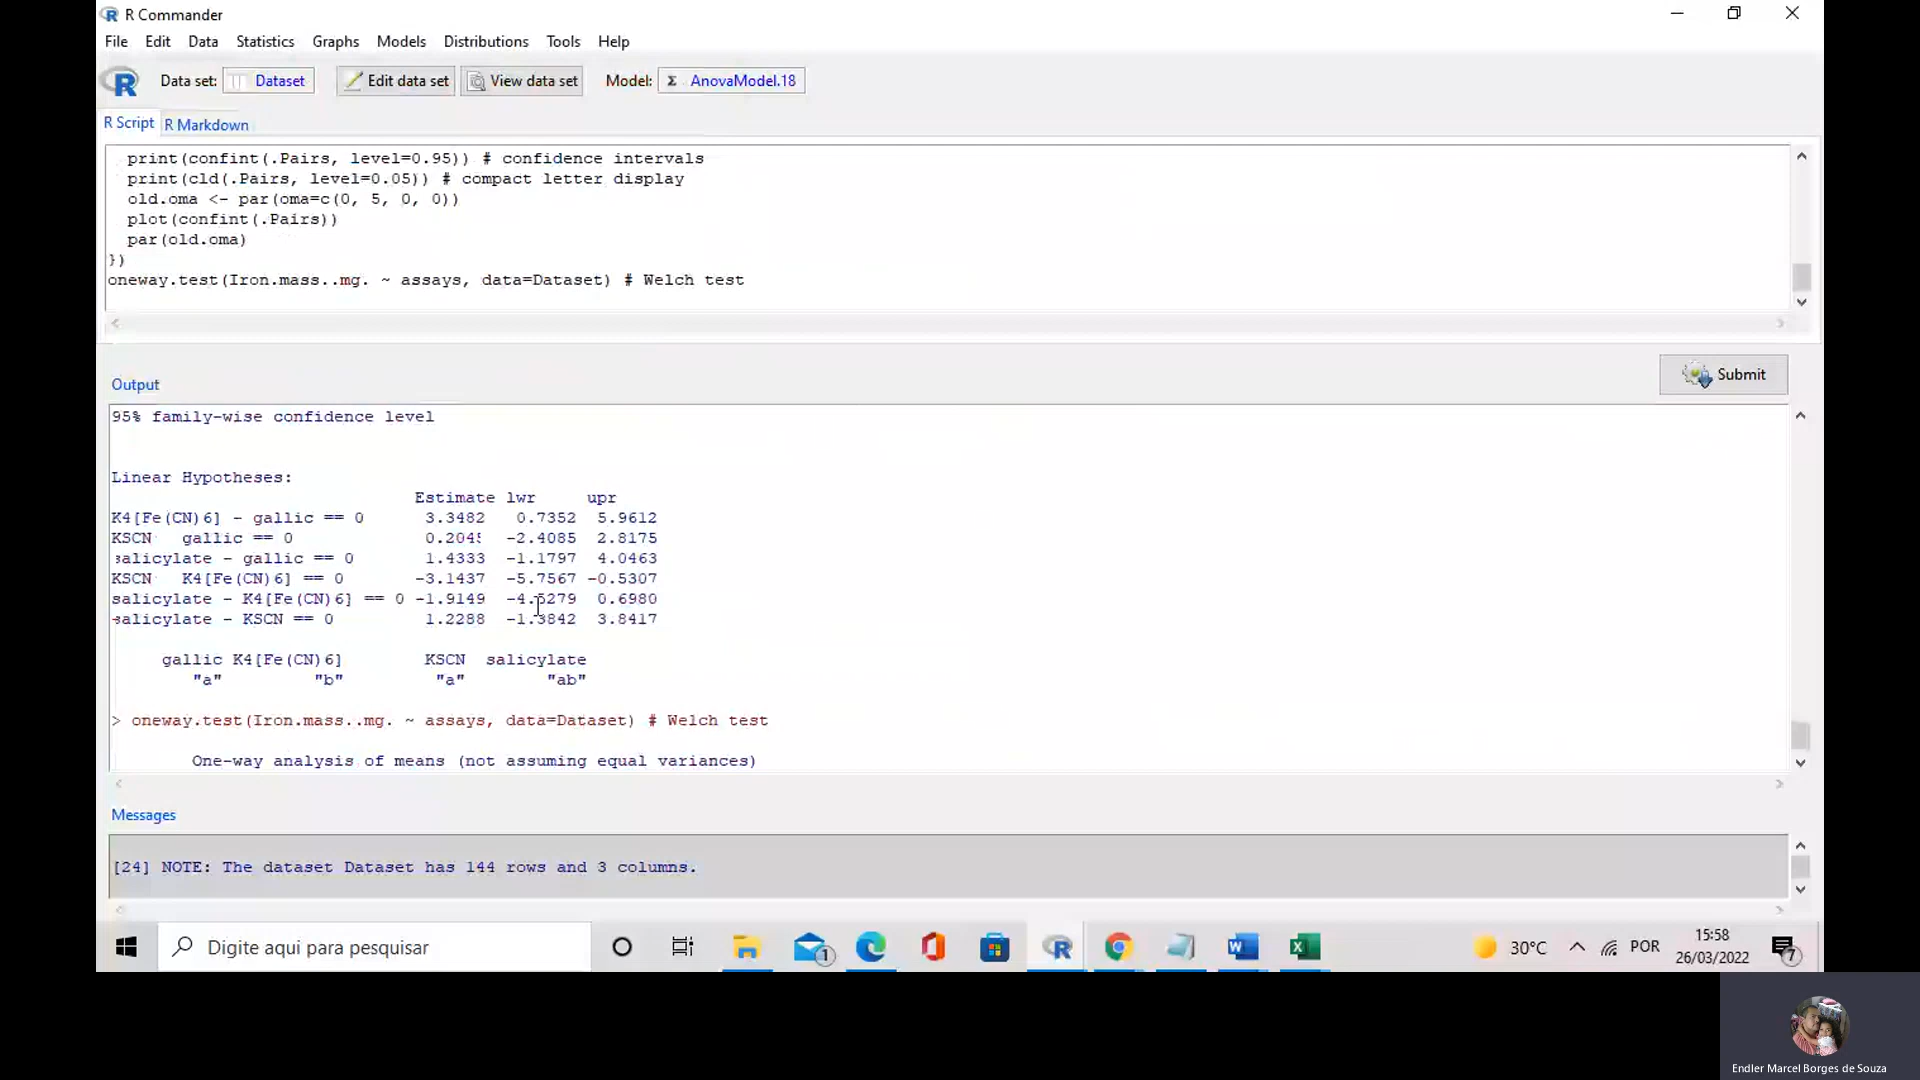 R Commander
File Edit Data Statistics Graphs Models Distributions Tools Help
Data set: Dataset Edit data set View data set Model: Σ AnovaModel.18
R Script R Markdown
print(confint(.Pairs, level=0.95)) # confidence intervals
print(cld(.Pairs, level=0.05)) # compact letter display
old.oma <- par(oma=c(0, 5, 0, 0))
plot(confint(.Pairs))
par(old.oma)
})
oneway.test(Iron.mass..mg. ~ assays, data=Dataset) # Welch test
Submit
Output
95% family-wise confidence level
Linear Hypotheses:
Estimate lwr upr
K4[Fe(CN)6] - gallic == 0 3.3482 0.7352 5.9612
KSCN gallic == 0 0.2045 -2.4085 2.8175
salicylate - gallic == 0 1.4333 -1.1797 4.0463
KSCN K4[Fe(CN)6] == 0 -3.1437 -5.7567 -0.5307
salicylate - K4[Fe(CN)6] == 0 -1.9149 -4.5279 0.6980
salicylate - KSCN == 0 1.2288 -1.3842 3.8417
gallic K4[Fe(CN)6] KSCN salicylate
"a" "b" "a" "ab"
> oneway.test(Iron.mass..mg. ~ assays, data=Dataset) # Welch test
One-way analysis of means (not assuming equal variances)
Messages
[24] NOTE: The dataset Dataset has 144 rows and 3 columns.
Digite aqui para pesquisar
1
30°C
POR
15:58
26/03/2022
7
Endler Marcel Borges de Souza